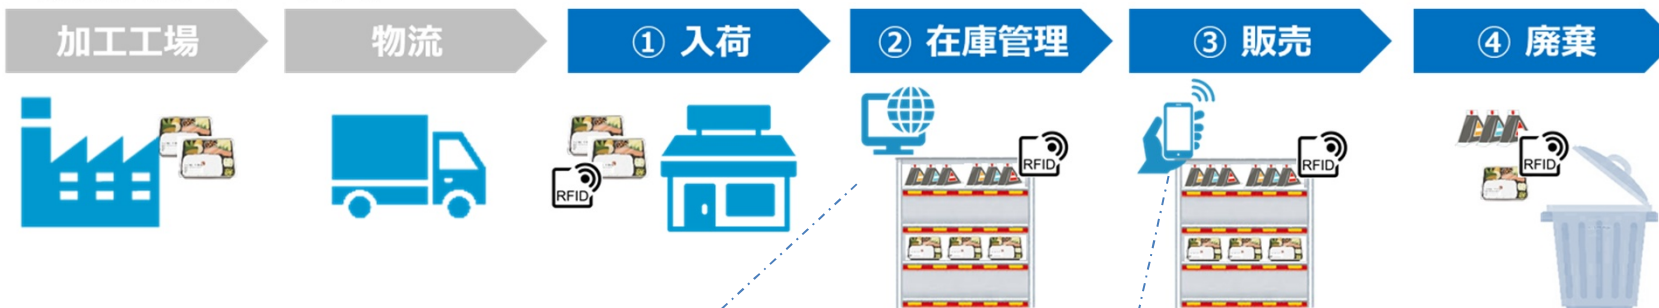 加工工場
物流
① 入荷
② 在庫管理
③ 販売
④ 廃棄
RFID
RFID
RFID
RFID